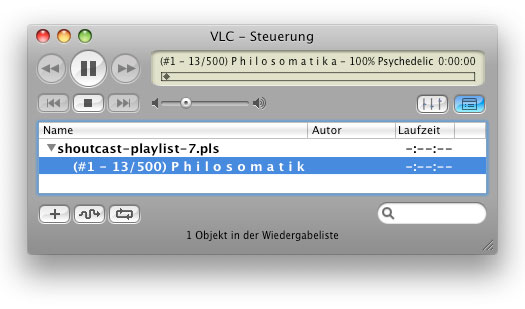 VLC – Steuerung
(#1 – 13/500) P h i l o s o m a t i k a – 100% Psychedelic 0:00:00
Name Autor Laufzeit
shoutcast-playlist-7.pls -:--:--
(#1 – 13/500) P h i l o s o m a t i k -:--:--
1 Objekt in der Wiedergabeliste